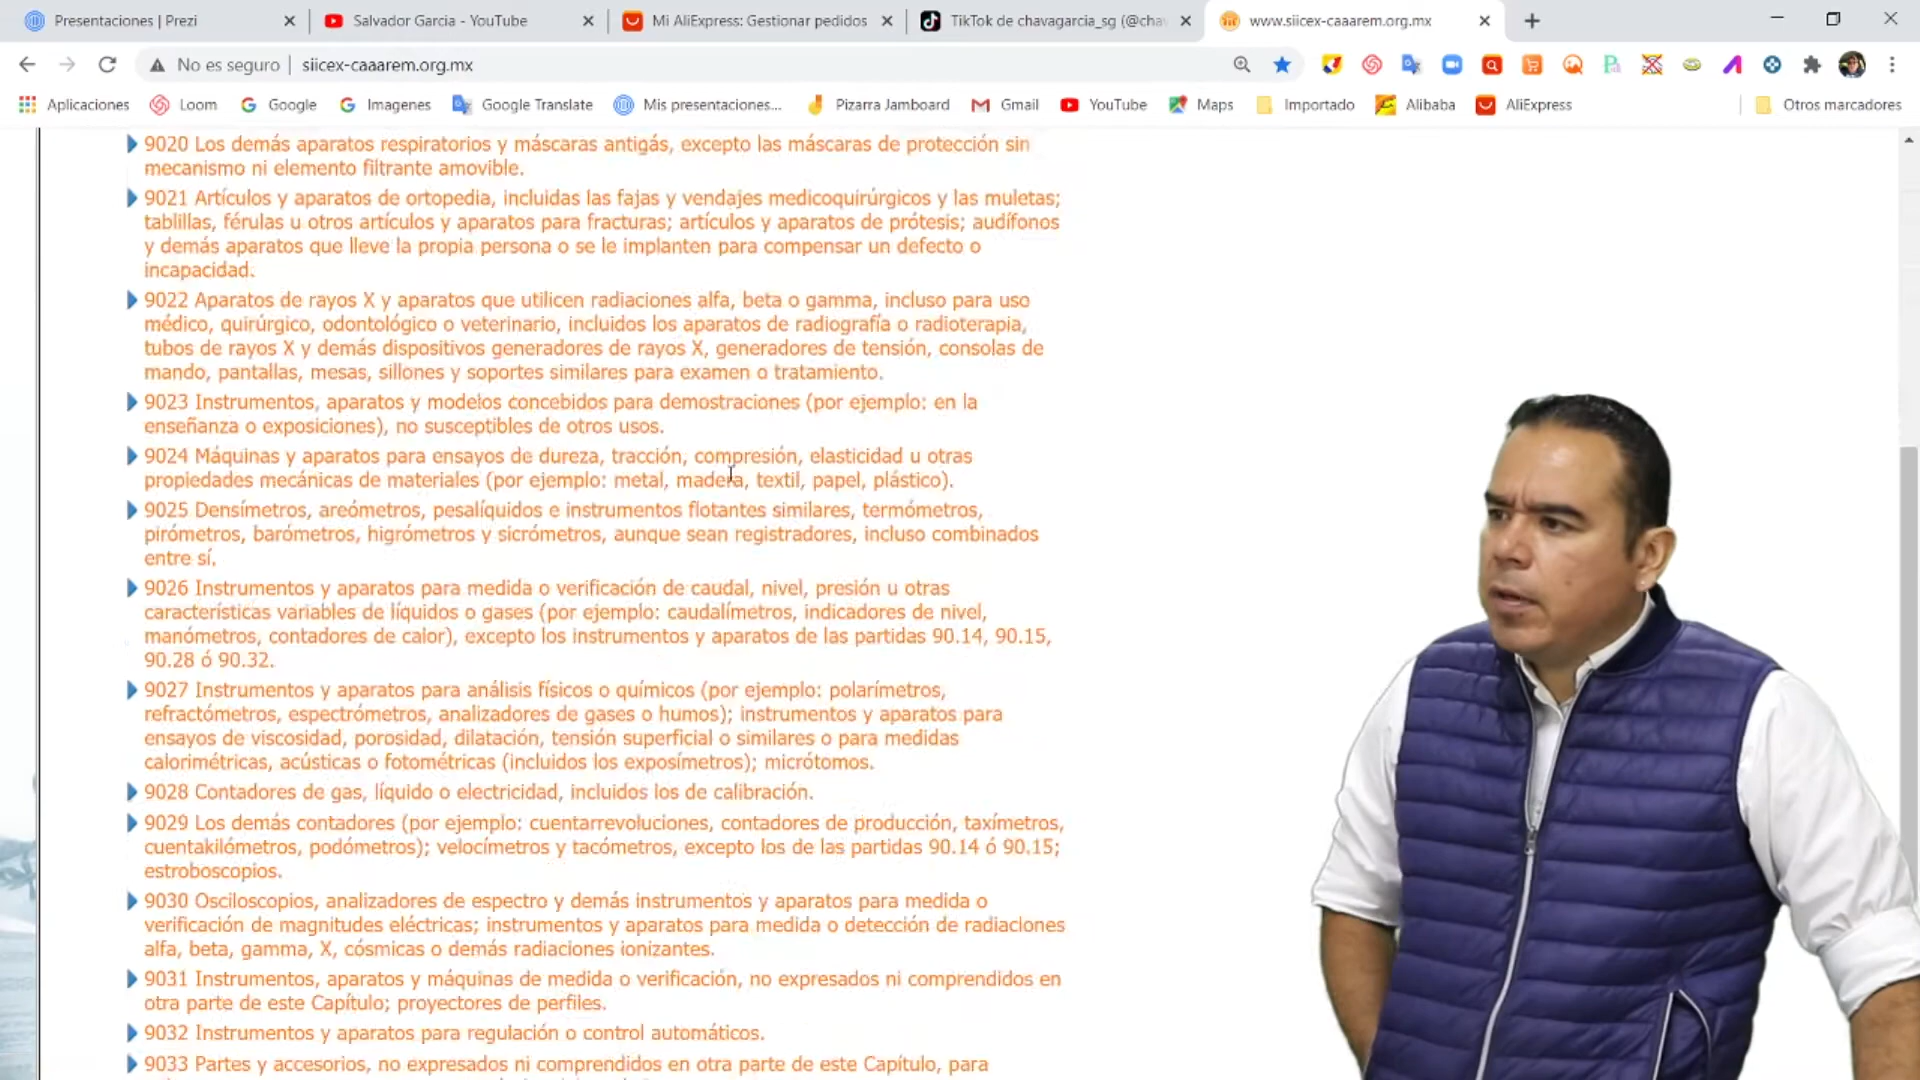 Presentaciones | Prezi
Salvador Garcia - YouTube
Mi AliExpress: Gestionar pedidos
TikTok de chavagarcia_sg (@cha
www.siicex-caaarem.org.mx
No es seguro
siicex-caaarem.org.mx
Aplicaciones
Loom
Google
Imagenes
Google Translate
Mis presentaciones...
Pizarra Jamboard
Gmail
YouTube
Maps
Importado
Alibaba
AliExpress
Otros marcadores
9020 Los demás aparatos respiratorios y máscaras antigás, excepto las máscaras de protección sin
mecanismo ni elemento filtrante amovible.
9021 Artículos y aparatos de ortopedia, incluidas las fajas y vendajes medicoquirúrgicos y las muletas;
tablillas, férulas u otros artículos y aparatos para fracturas; artículos y aparatos de prótesis; audífonos
y demás aparatos que lleve la propia persona o se le implanten para compensar un defecto o
incapacidad.
9022 Aparatos de rayos X y aparatos que utilicen radiaciones alfa, beta o gamma, incluso para uso
médico, quirúrgico, odontológico o veterinario, incluidos los aparatos de radiografía o radioterapia,
tubos de rayos X y demás dispositivos generadores de rayos X, generadores de tensión, consolas de
mando, pantallas, mesas, sillones y soportes similares para examen o tratamiento.
9023 Instrumentos, aparatos y modelos concebidos para demostraciones (por ejemplo: en la
enseñanza o exposiciones), no susceptibles de otros usos.
9024 Máquinas y aparatos para ensayos de dureza, tracción, compresión, elasticidad u otras
propiedades mecánicas de materiales (por ejemplo: metal, madera, textil, papel, plástico).
9025 Densímetros, areómetros, pesalíquidos e instrumentos flotantes similares, termómetros,
pirómetros, barómetros, higrómetros y sicrómetros, aunque sean registradores, incluso combinados
entre sí.
9026 Instrumentos y aparatos para medida o verificación de caudal, nivel, presión u otras
características variables de líquidos o gases (por ejemplo: caudalímetros, indicadores de nivel,
manómetros, contadores de calor), excepto los instrumentos y aparatos de las partidas 90.14, 90.15,
90.28 ó 90.32.
9027 Instrumentos y aparatos para análisis físicos o químicos (por ejemplo: polarímetros,
refractómetros, espectrómetros, analizadores de gases o humos); instrumentos y aparatos para
ensayos de viscosidad, porosidad, dilatación, tensión superficial o similares o para medidas
calorimétricas, acústicas o fotométricas (incluidos los exposímetros); micrótomos.
9028 Contadores de gas, líquido o electricidad, incluidos los de calibración.
9029 Los demás contadores (por ejemplo: cuentarrevoluciones, contadores de producción, taxímetros,
cuentakilómetros, podómetros); velocímetros y tacómetros, excepto los de las partidas 90.14 ó 90.15;
estroboscopios.
9030 Osciloscopios, analizadores de espectro y demás instrumentos y aparatos para medida o
verificación de magnitudes eléctricas; instrumentos y aparatos para medida o detección de radiaciones
alfa, beta, gamma, X, cósmicas o demás radiaciones ionizantes.
9031 Instrumentos, aparatos y máquinas de medida o verificación, no expresados ni comprendidos en
otra parte de este Capítulo; proyectores de perfiles.
9032 Instrumentos y aparatos para regulación o control automáticos.
9033 Partes y accesorios, no expresados ni comprendidos en otra parte de este Capítulo, para